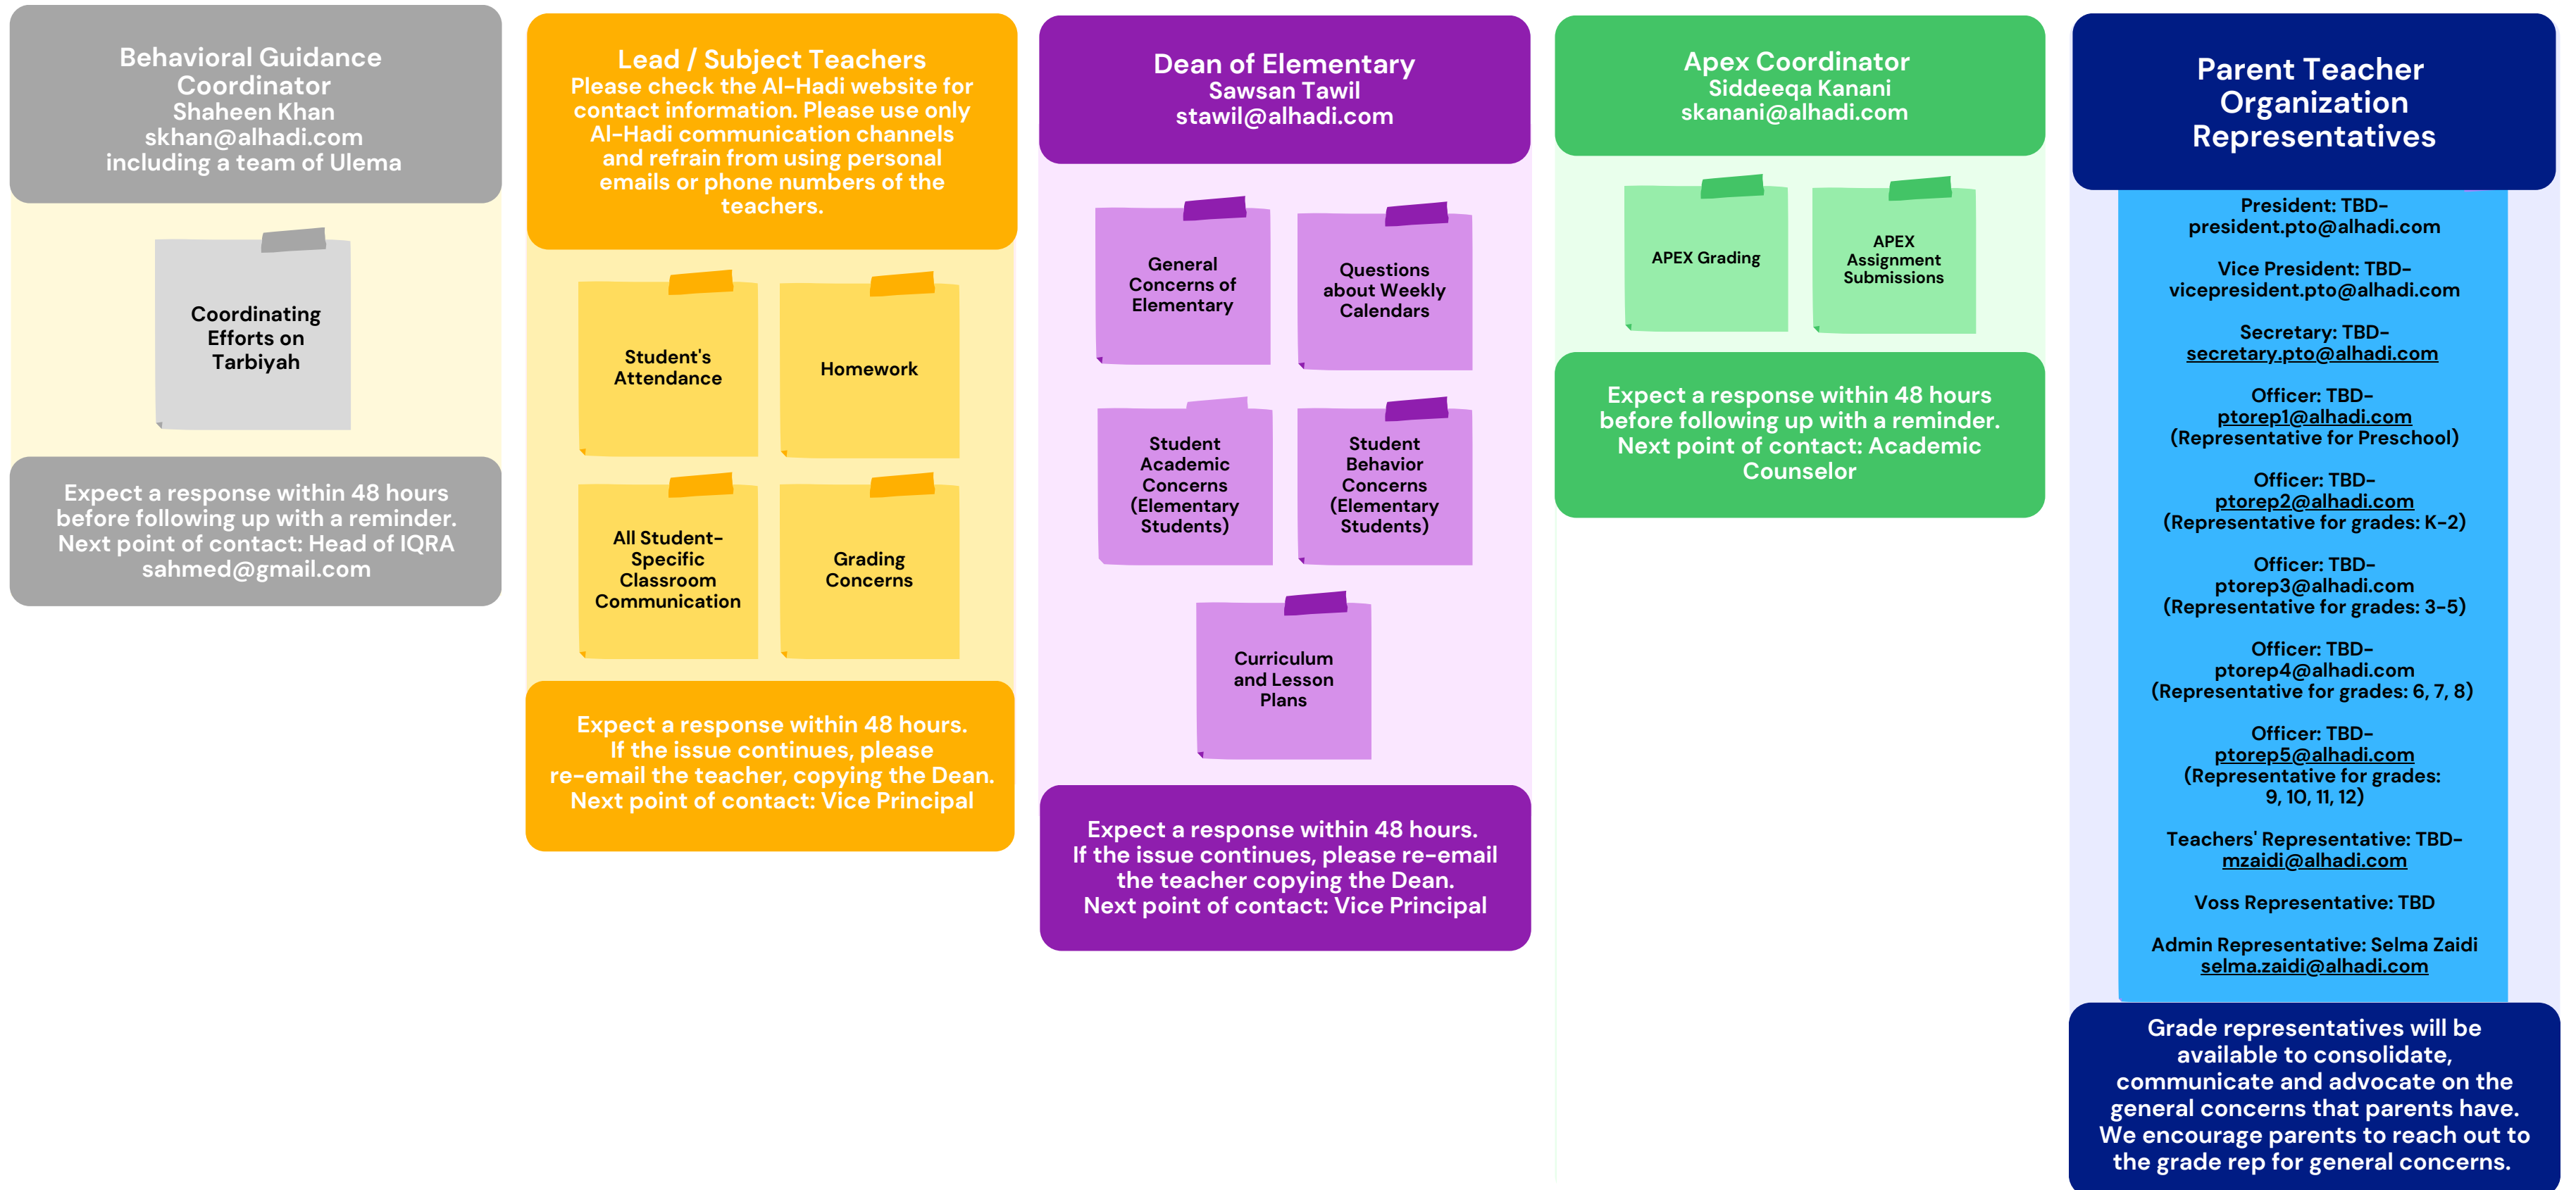 Behavioral Guidance
Coordinator
Shaheen Khan
skhan@alhadi.com
including a team of Ulema
Coordinating
Efforts on
Tarbiyah
Expect a response within 48 hours
before following up with a reminder.
Next point of contact: Head of IQRA
sahmed@gmail.com
Lead / Subject Teachers
Please check the Al-Hadi website for
contact information. Please use only
Al-Hadi communication channels
and refrain from using personal
emails or phone numbers of the
teachers.
Student's
Attendance
Homework
All Student-
Specific
Classroom
Communication
Grading
Concerns
Expect a response within 48 hours.
If the issue continues, please
re-email the teacher, copying the Dean.
Next point of contact: Vice Principal
Dean of Elementary
Sawsan Tawil
stawil@alhadi.com
General
Concerns of
Elementary
Questions
about Weekly
Calendars
Student
Academic
Concerns
(Elementary
Students)
Student
Behavior
Concerns
(Elementary
Students)
Curriculum
and Lesson
Plans
Expect a response within 48 hours.
If the issue continues, please re-email
the teacher copying the Dean.
Next point of contact: Vice Principal
Apex Coordinator
Siddeeqa Kanani
skanani@alhadi.com
APEX Grading
APEX
Assignment
Submissions
Expect a response within 48 hours
before following up with a reminder.
Next point of contact: Academic
Counselor
Parent Teacher
Organization
Representatives
President: TBD-
president.pto@alhadi.com
Vice President: TBD-
vicepresident.pto@alhadi.com
Secretary: TBD-
secretary.pto@alhadi.com
Officer: TBD-
ptorep1@alhadi.com
(Representative for Preschool)
Officer: TBD-
ptorep2@alhadi.com
(Representative for grades: K-2)
Officer: TBD-
ptorep3@alhadi.com
(Representative for grades: 3-5)
Officer: TBD-
ptorep4@alhadi.com
(Representative for grades: 6, 7, 8)
Officer: TBD-
ptorep5@alhadi.com
(Representative for grades:
9, 10, 11, 12)
Teachers' Representative: TBD-
mzaidi@alhadi.com
Voss Representative: TBD
Admin Representative: Selma Zaidi
selma.zaidi@alhadi.com
Grade representatives will be
available to consolidate,
communicate and advocate on the
general concerns that parents have.
We encourage parents to reach out to
the grade rep for general concerns.